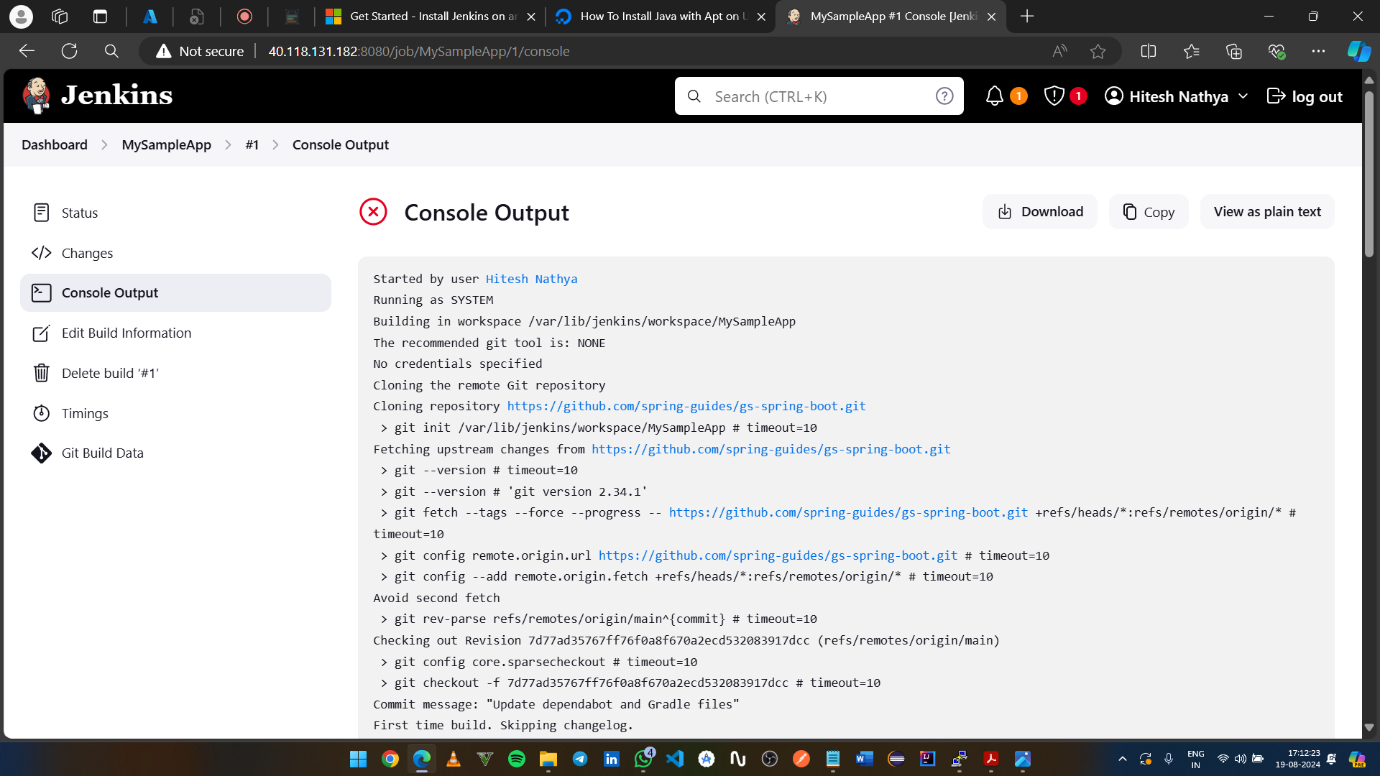 Get Started - Install Jenkins on an
How To Install Java with Apt on U
MySampleApp #1 Console [Jenki
Not secure
40.118.131.182:8080/job/MySampleApp/1/console
Jenkins
Search (CTRL+K)
1
1
Hitesh Nathya
log out
Dashboard
MySampleApp
#1
Console Output
Status
Changes
Console Output
Edit Build Information
Delete build ‘#1’
Timings
Git Build Data
Console Output
Download
Copy
View as plain text
Started by user Hitesh Nathya
Running as SYSTEM
Building in workspace /var/lib/jenkins/workspace/MySampleApp
The recommended git tool is: NONE
No credentials specified
Cloning the remote Git repository
Cloning repository https://github.com/spring-guides/gs-spring-boot.git
> git init /var/lib/jenkins/workspace/MySampleApp # timeout=10
Fetching upstream changes from https://github.com/spring-guides/gs-spring-boot.git
> git --version # timeout=10
> git --version # 'git version 2.34.1'
> git fetch --tags --force --progress -- https://github.com/spring-guides/gs-spring-boot.git +refs/heads/*:refs/remotes/origin/* #
timeout=10
> git config remote.origin.url https://github.com/spring-guides/gs-spring-boot.git # timeout=10
> git config --add remote.origin.fetch +refs/heads/*:refs/remotes/origin/* # timeout=10
Avoid second fetch
> git rev-parse refs/remotes/origin/main^{commit} # timeout=10
Checking out Revision 7d77ad35767ff76f0a8f670a2ecd532083917dcc (refs/remotes/origin/main)
> git config core.sparsecheckout # timeout=10
> git checkout -f 7d77ad35767ff76f0a8f670a2ecd532083917dcc # timeout=10
Commit message: "Update dependabot and Gradle files"
First time build. Skipping changelog.
4
ENG
IN
17:12:23
19-08-2024